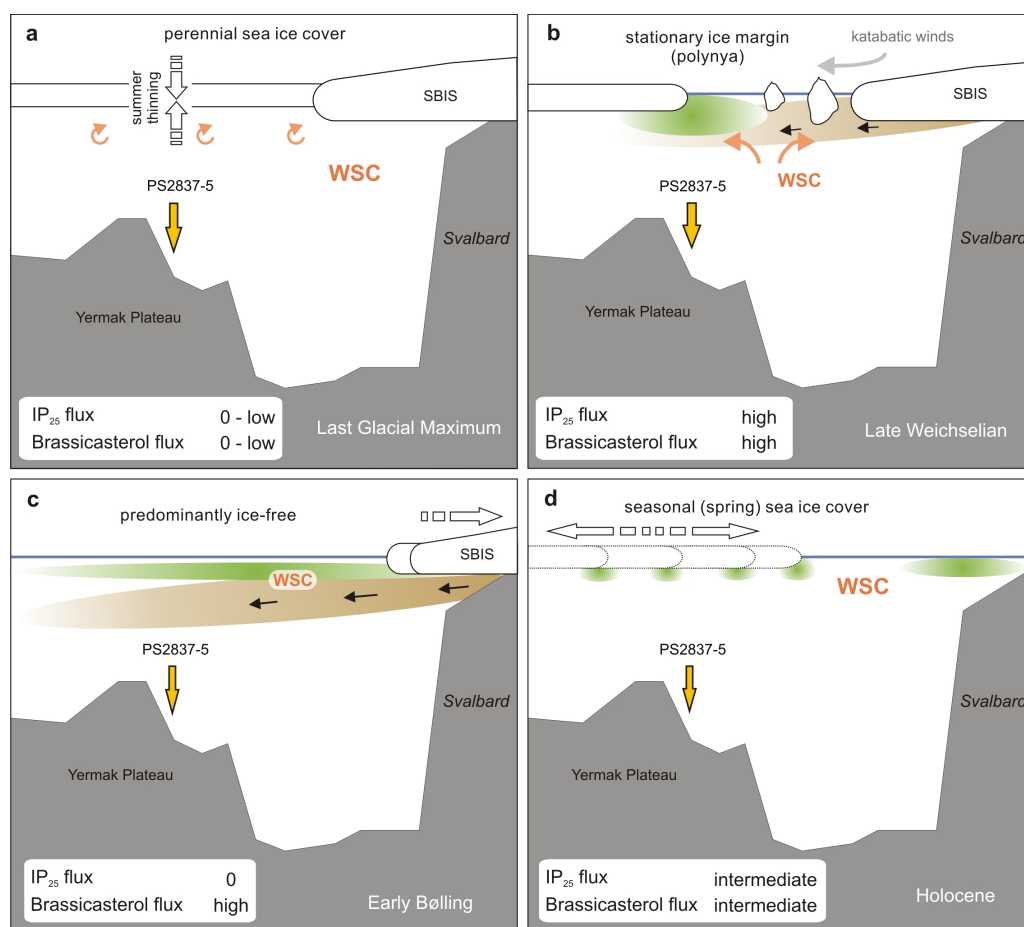 a
perennial sea ice cover
summer
thinning
SBIS
WSC
PS2837-5
Svalbard
Yermak Plateau
IP25 flux 0 - low
Brassicasterol flux 0 - low
Last Glacial Maximum
b
stationary ice margin
(polynya)
katabatic winds
SBIS
WSC
PS2837-5
Svalbard
Yermak Plateau
IP25 flux high
Brassicasterol flux high
Late Weichselian
c
predominantly ice-free
SBIS
WSC
PS2837-5
Svalbard
Yermak Plateau
IP25 flux 0
Brassicasterol flux high
Early Bølling
d
seasonal (spring) sea ice cover
WSC
PS2837-5
Svalbard
Yermak Plateau
IP25 flux intermediate
Brassicasterol flux intermediate
Holocene